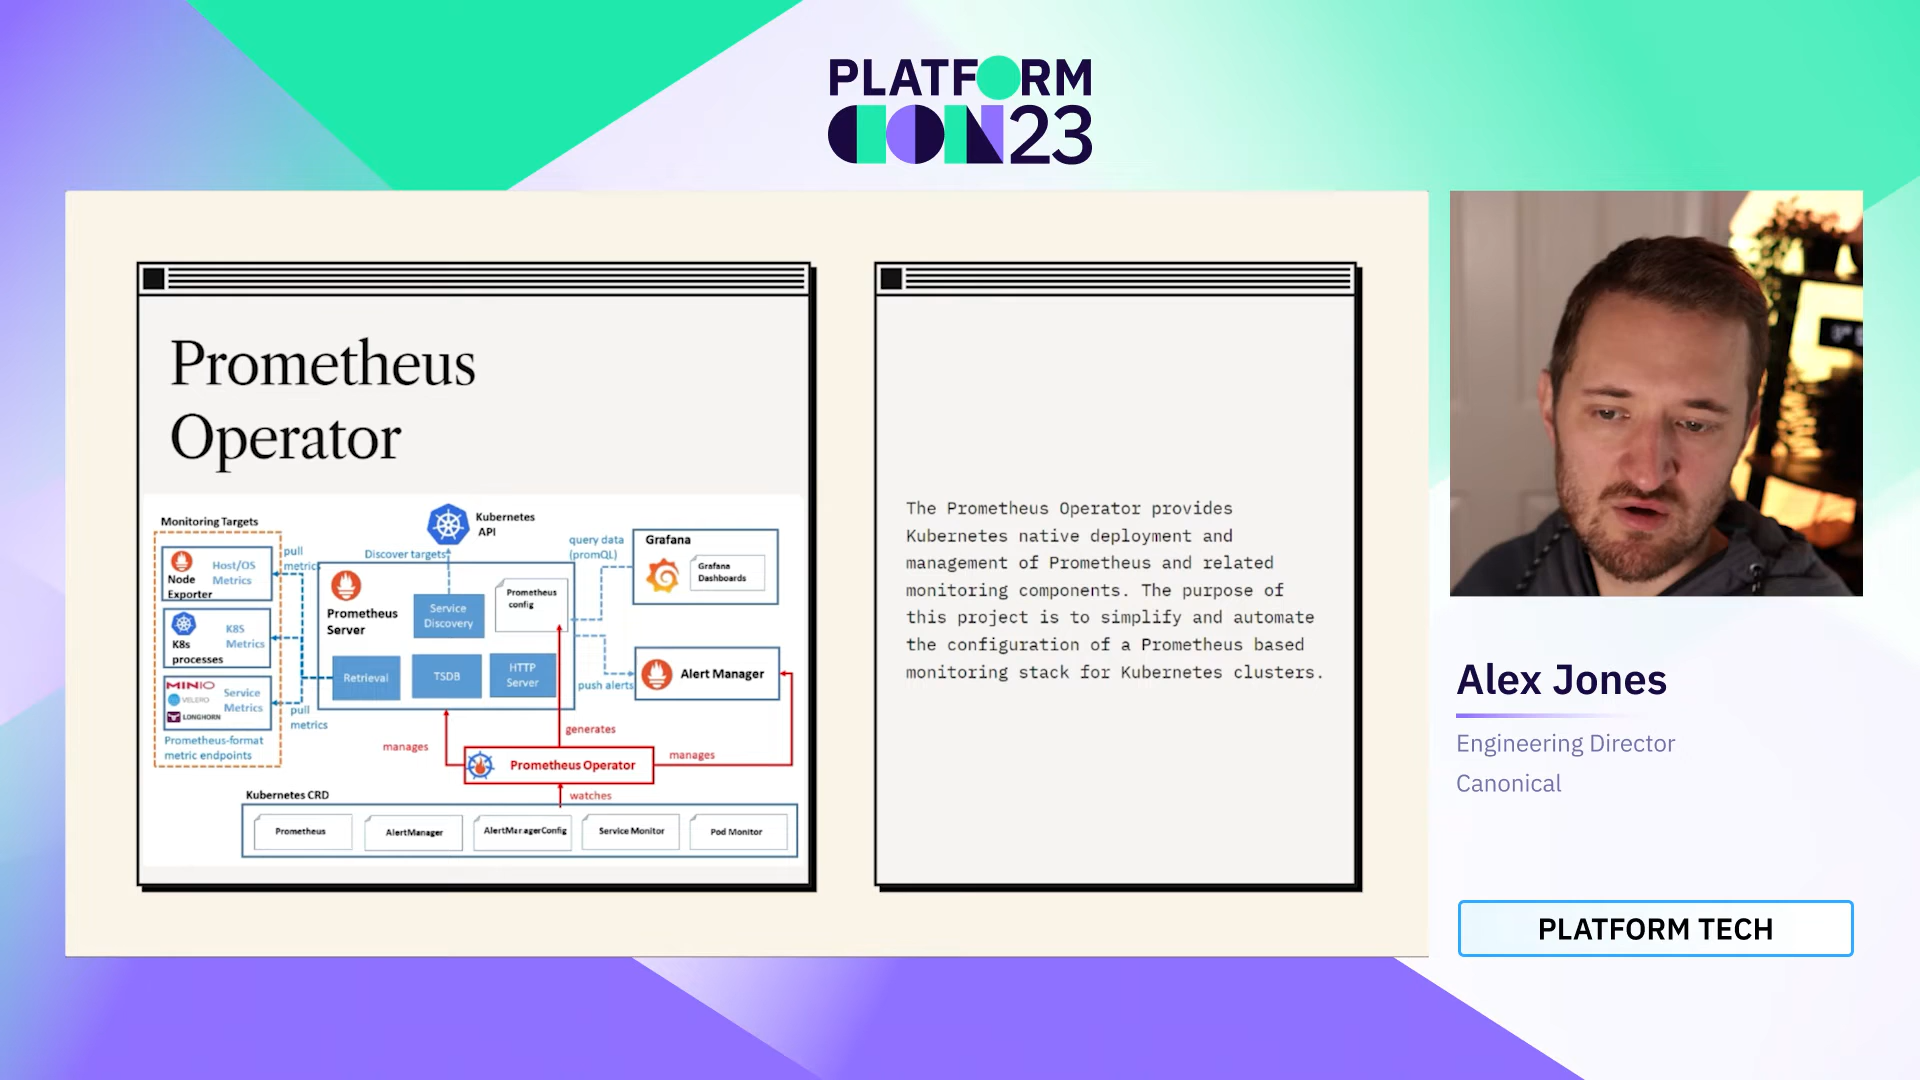 PLATFORM
CON23
Prometheus
Operator
Monitoring Targets
Node
Exporter
Host/OS
Metrics
K8s
processes
K8S
Metrics
MINIO
VELERO
LONGHORN
Service
Metrics
Prometheus-format
metric endpoints
pull
metrics
pull
metrics
Kubernetes
API
Discover targets
Prometheus
Server
Service
Discovery
Prometheus
config
Retrieval
TSDB
HTTP
Server
query data
(promQL)
Grafana
Grafana
Dashboards
push alerts
Alert Manager
manages
generates
manages
Prometheus Operator
watches
Kubernetes CRD
Prometheus
AlertManager
AlertManagerConfig
Service Monitor
Pod Monitor
The Prometheus Operator provides
Kubernetes native deployment and
management of Prometheus and related
monitoring components. The purpose of
this project is to simplify and automate
the configuration of a Prometheus based
monitoring stack for Kubernetes clusters.
Alex Jones
Engineering Director
Canonical
PLATFORM TECH